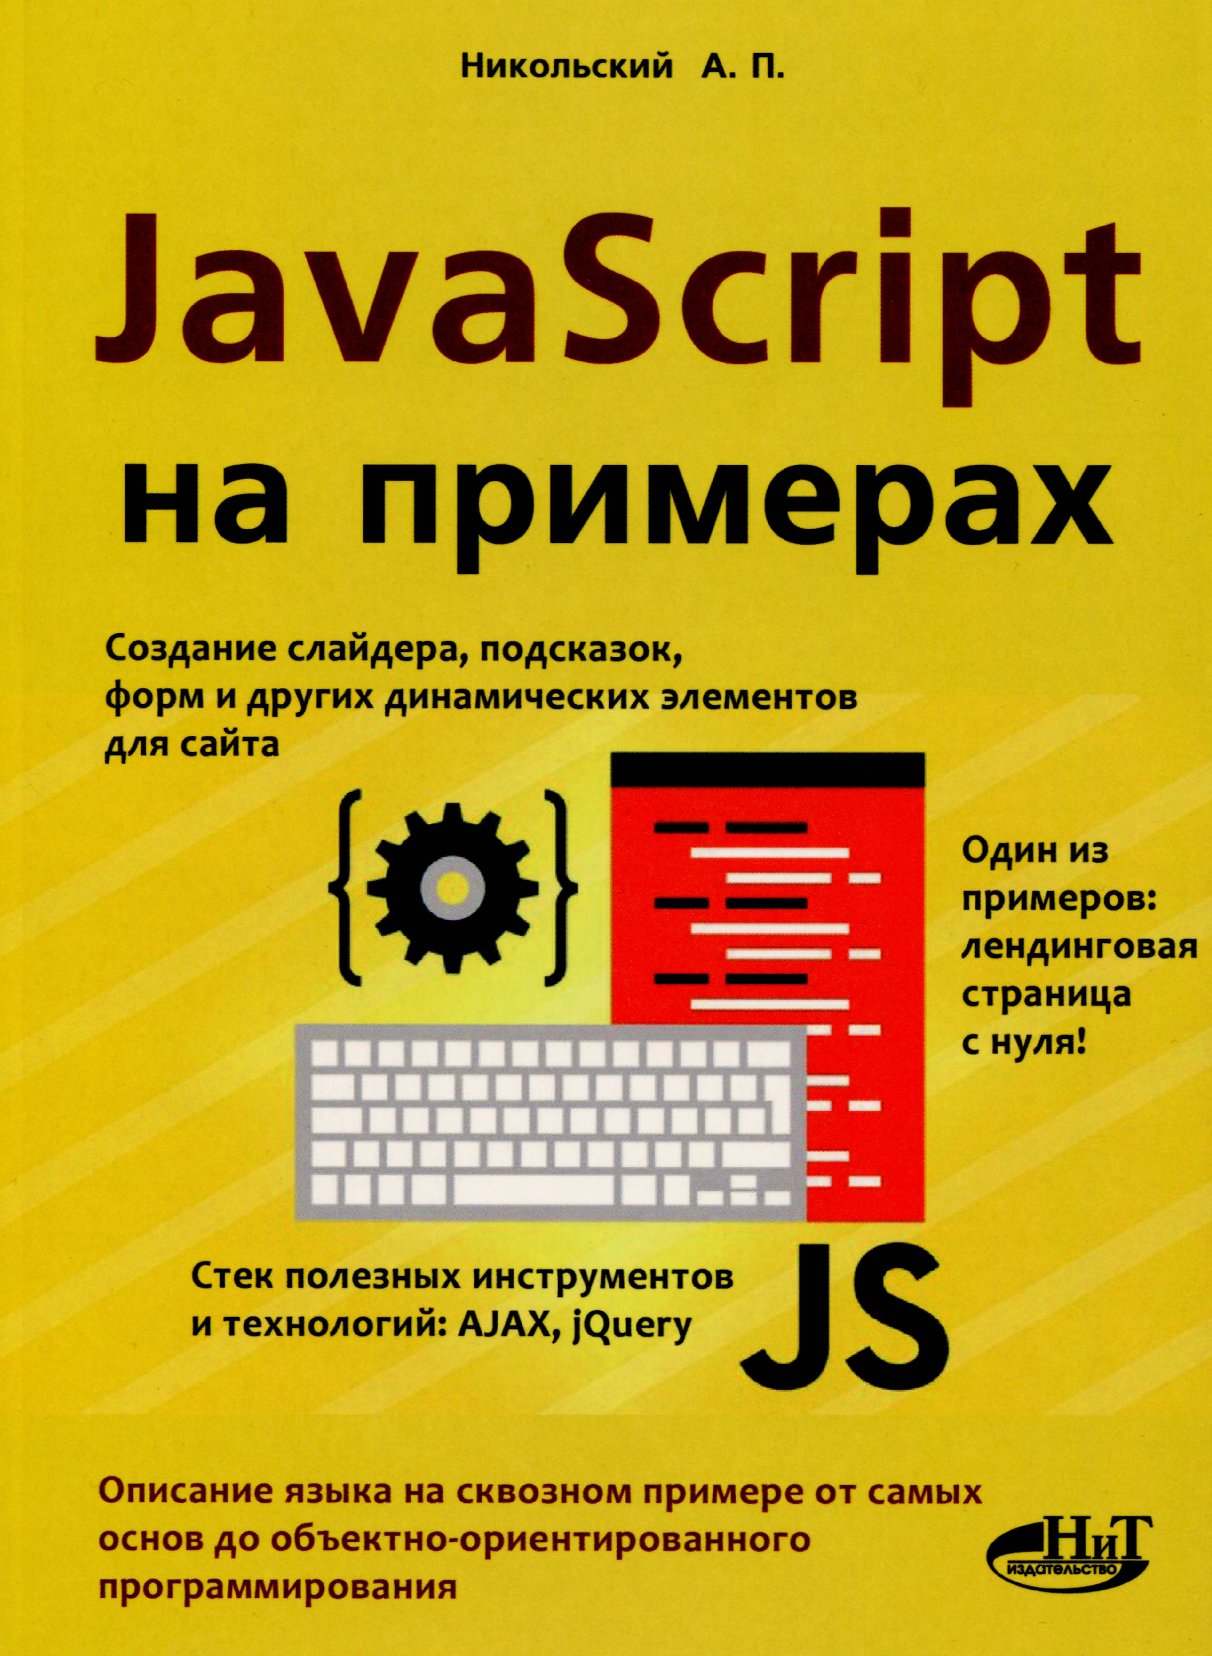 Никольский А. П.
JavaScript
на примерах
Создание слайдера, подсказок,
форм и других динамических элементов
для сайта
Один из
примеров:
лендинговая
страница
с нуля!
Стек полезных инструментов
и технологий: AJAX, jQuery
JS
Описание языка на сквозном примере от самых
основ до объектно-ориентированного
программирования
НиТ
издательство